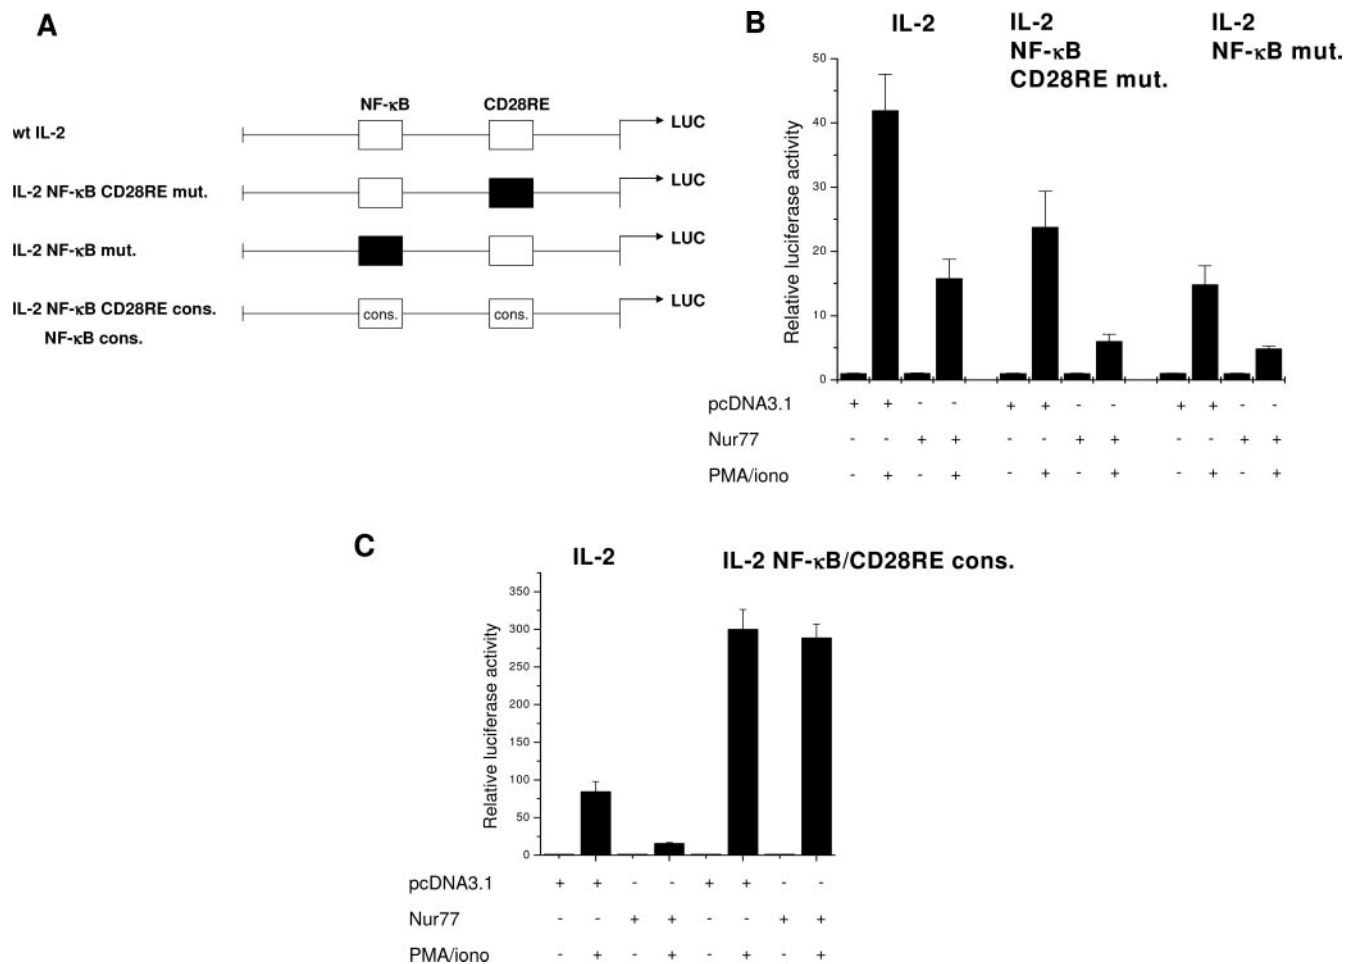 A
NF-κB CD28RE
wt IL-2 LUC
IL-2 NF-κB CD28RE mut. LUC
IL-2 NF-κB mut. LUC
IL-2 NF-κB CD28RE cons. cons. cons. LUC
NF-κB cons.
B
IL-2
IL-2
NF-κB
CD28RE mut.
IL-2
NF-κB mut.
Relative luciferase activity
50
40
30
20
10
0
pcDNA3.1 + + - - + + - - + + - -
Nur77 - - + + - - + + - - + +
PMA/iono - + - + - + - + - + - +
C
IL-2 IL-2 NF-κB/CD28RE cons.
Relative luciferase activity
350
300
250
200
150
100
50
0
pcDNA3.1 + + - - + + - -
Nur77 - - + + - - + +
PMA/iono - + - + - + - +